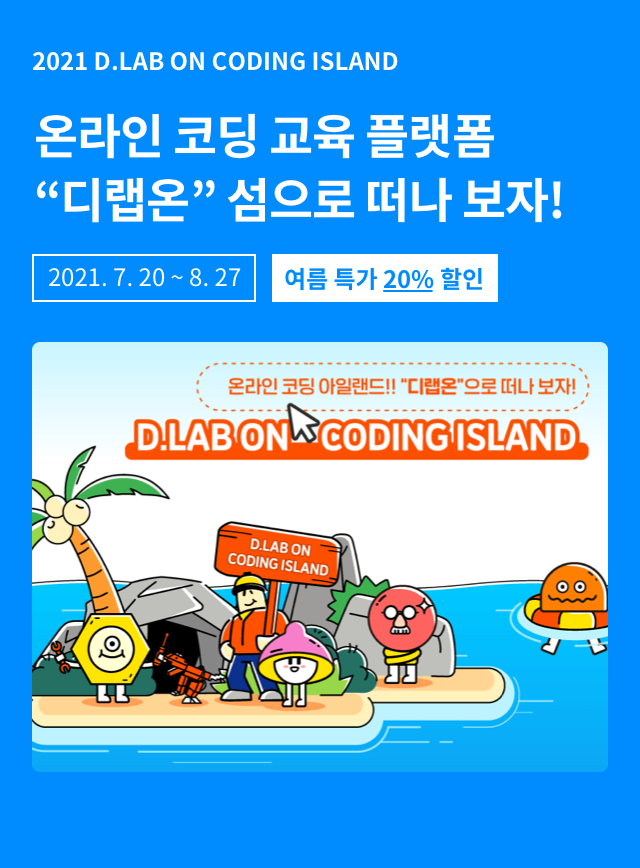 2021 D.LAB ON CODING ISLAND
온라인 코딩 교육 플랫폼
“디랩온” 섬으로 떠나 보자!
2021. 7. 20 ~ 8. 27
여름 특가 20% 할인
온라인 코딩 아일랜드!! "디랩온"으로 떠나 보자!
D.LAB ON CODING ISLAND
D.LAB ON
CODING ISLAND